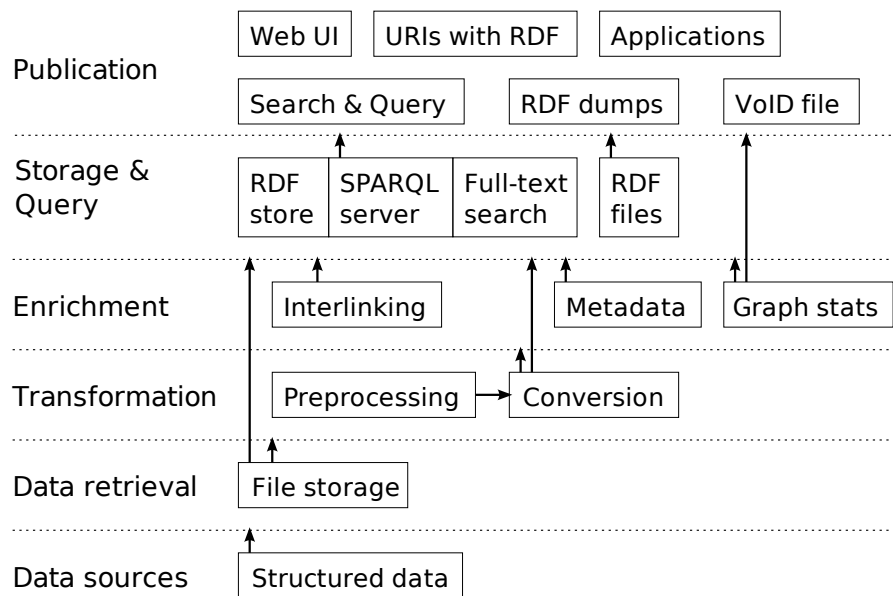 Web UI
URIs with RDF
Applications
Publication
Search & Query
RDF dumps
VoID file
Storage &
Query
RDF
store
SPARQL
server
Full-text
search
RDF
files
Enrichment
Interlinking
Metadata
Graph stats
Transformation
Preprocessing
Conversion
Data retrieval
File storage
Data sources
Structured data